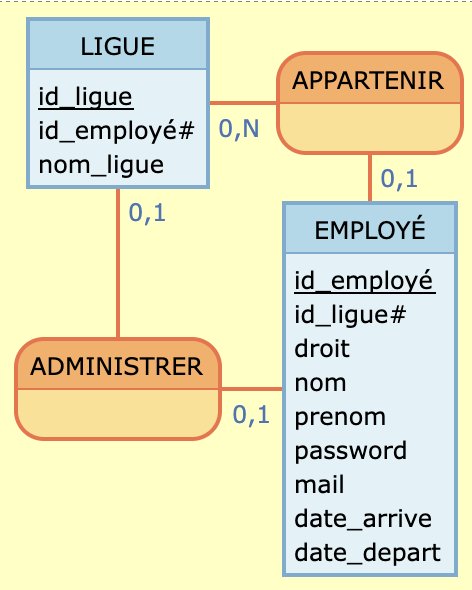 LIGUE
id_ligue
id_employé#
nom_ligue
APPARTENIR
0,N
0,1
0,1
EMPLOYÉ
id_employé
id_ligue#
droit
nom
prenom
password
mail
date_arrive
date_depart
ADMINISTRER
0,1